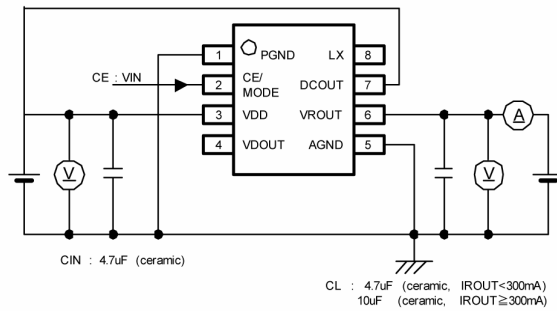 1 PGND LX 8
CE : VIN
2 CE/ MODE DCOUT 7
3 VDD VROUT 6
4 VDOUT AGND 5
V
V
A
CIN : 4.7uF (ceramic)
CL : 4.7uF (ceramic, IROUT<300mA)
10uF (ceramic, IROUT≧300mA)